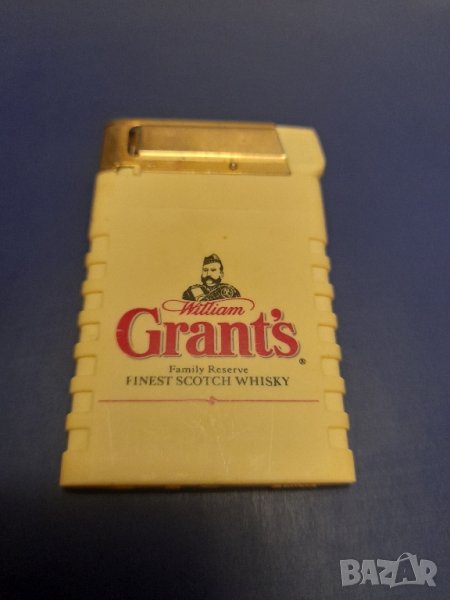 William
Grant's
®
Family Reserve
FINEST SCOTCH WHISKY
BAZAR